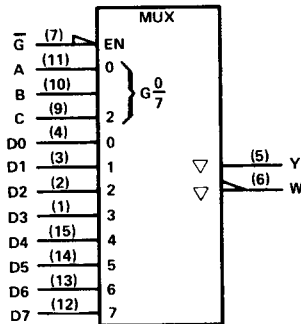 MUX
G̅ (7) EN
A (11) 0
B (10) G 0/7
C (9) 2
D0 (4) 0
D1 (3) 1 ▽ (5) Y
D2 (2) 2 ▽ (6) W
D3 (1) 3
D4 (15) 4
D5 (14) 5
D6 (13) 6
D7 (12) 7